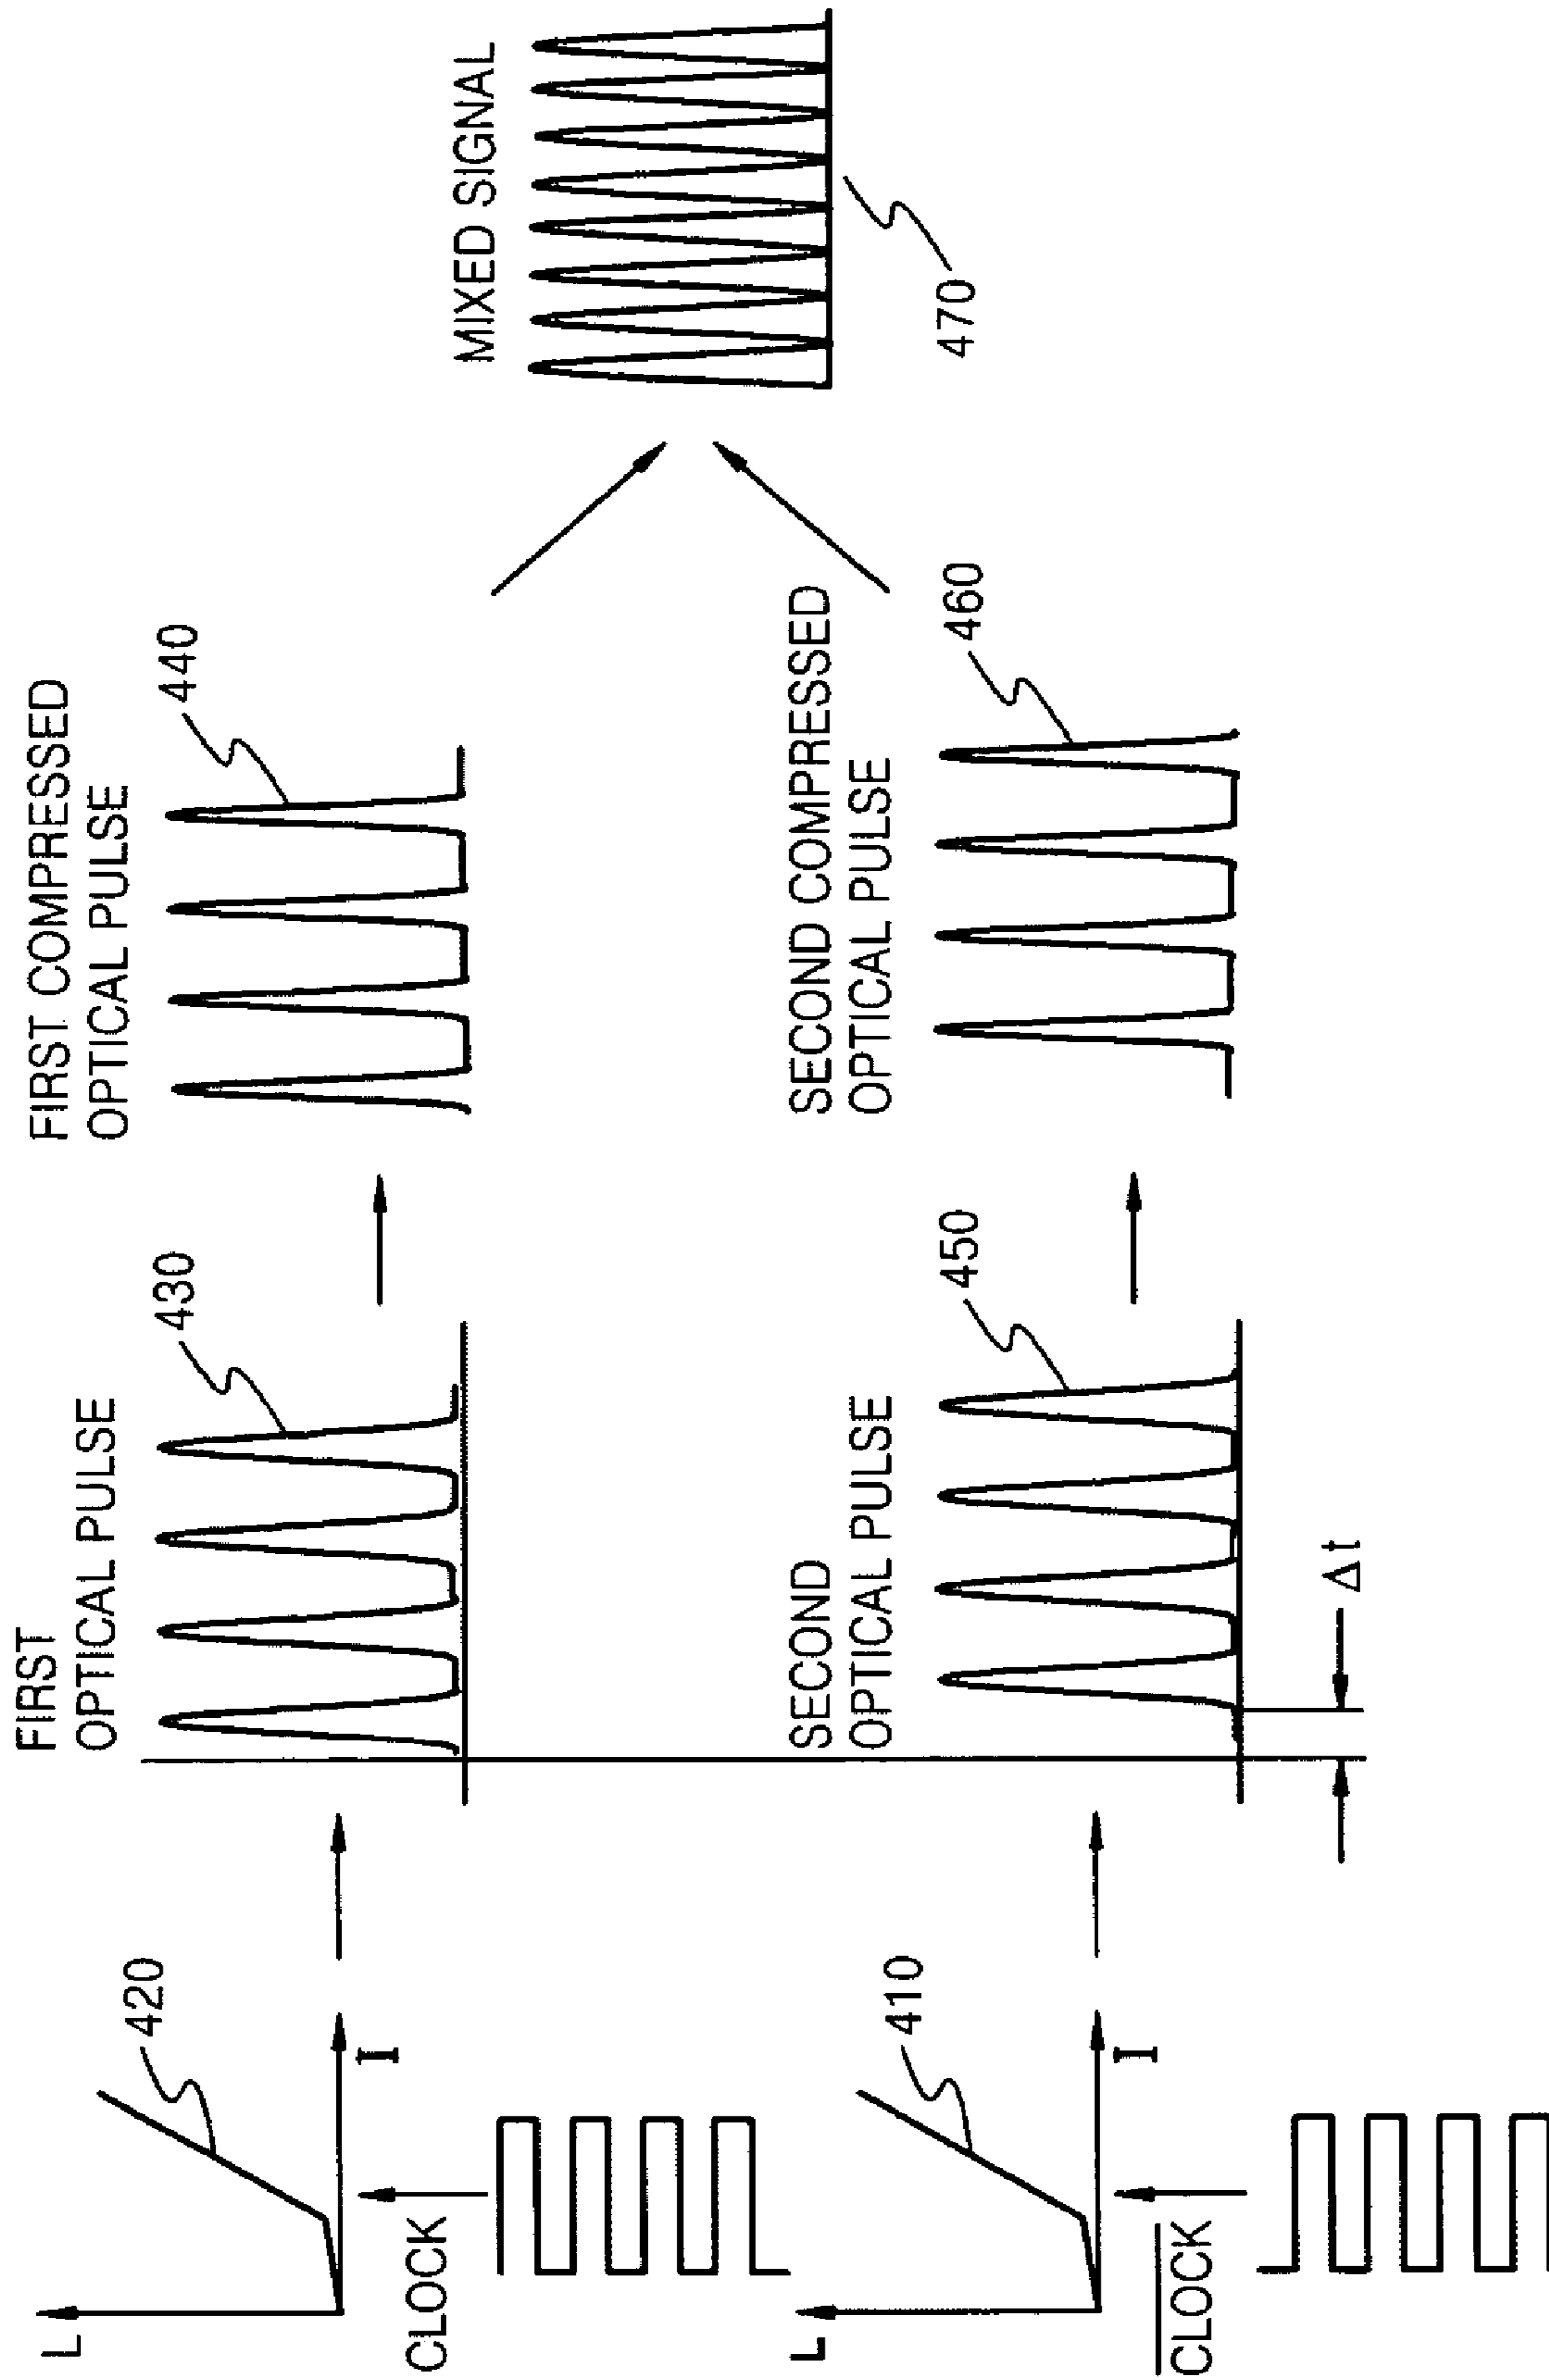 L
420
I
CLOCK
FIRST
OPTICAL PULSE
430
FIRST COMPRESSED
OPTICAL PULSE
440
MIXED SIGNAL
470
L
410
I
C̅L̅O̅C̅K̅
SECOND
OPTICAL PULSE
450
Δt
SECOND COMPRESSED
OPTICAL PULSE
460